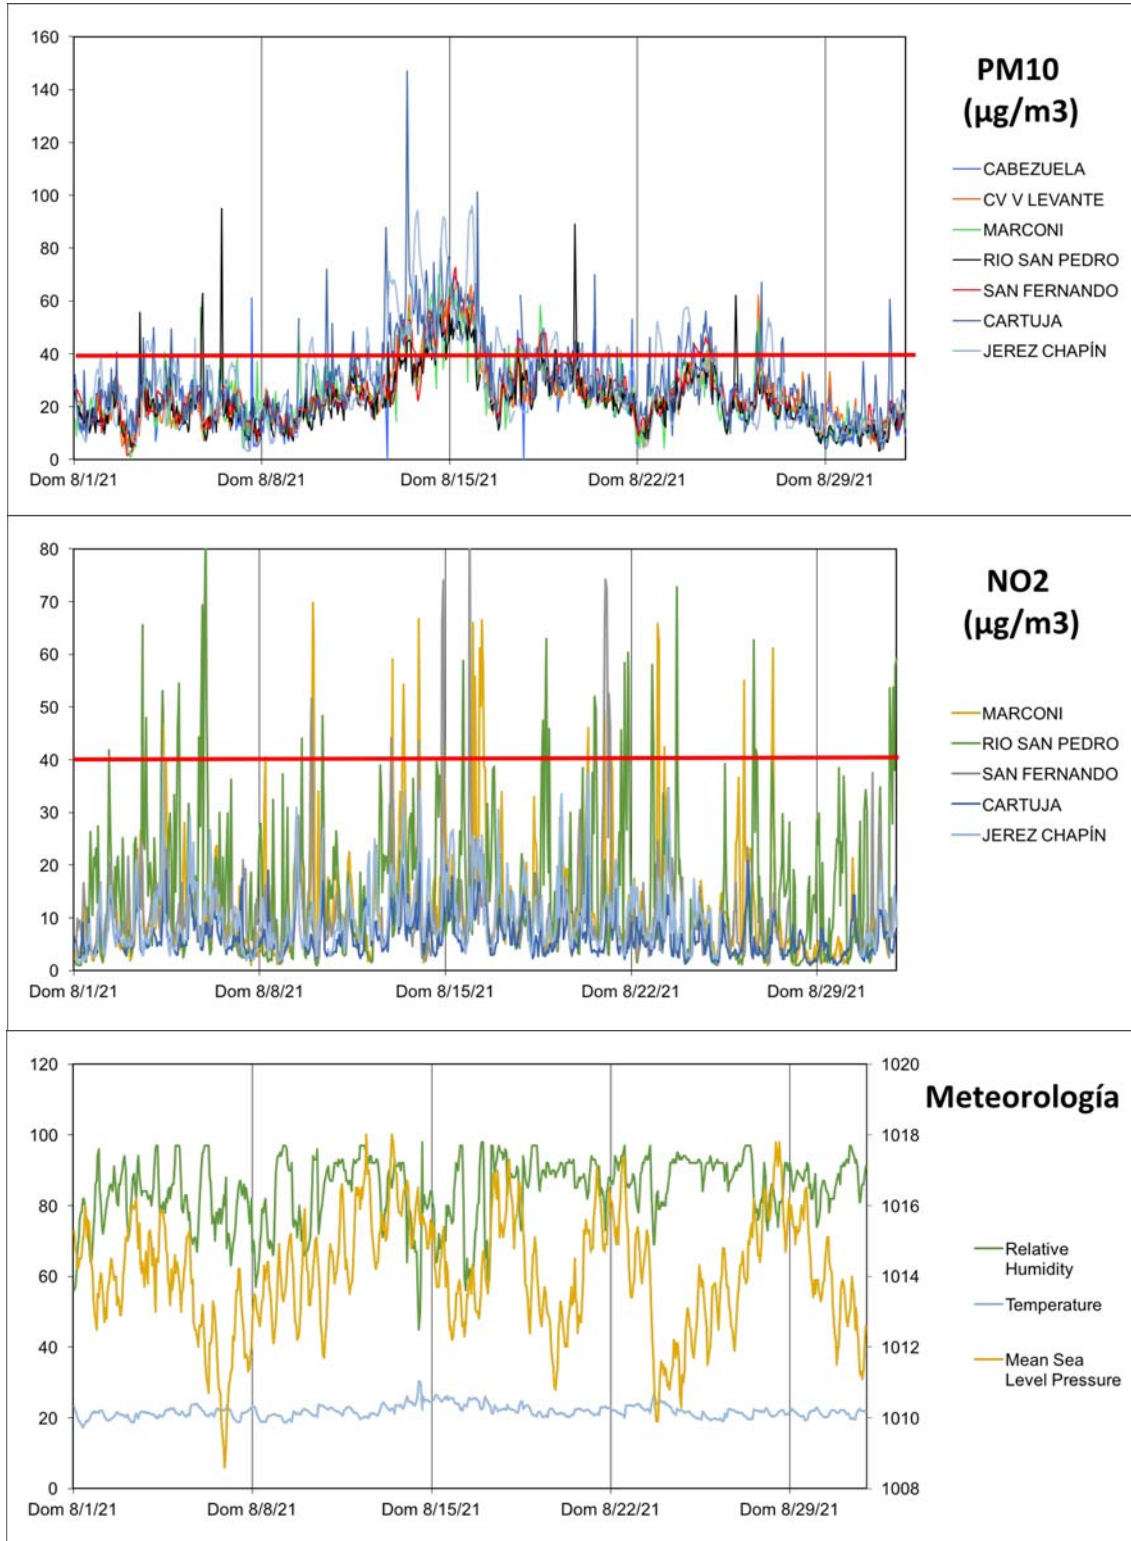 160
140
120
100
80
60
40
20
0
Dom 8/1/21
Dom 8/8/21
Dom 8/15/21
Dom 8/22/21
Dom 8/29/21
PM10
(µg/m3)
CABEZUELA
CV V LEVANTE
MARCONI
RIO SAN PEDRO
SAN FERNANDO
CARTUJA
JEREZ CHAPÍN
80
70
60
50
40
30
20
10
0
Dom 8/1/21
Dom 8/8/21
Dom 8/15/21
Dom 8/22/21
Dom 8/29/21
NO2
(µg/m3)
MARCONI
RIO SAN PEDRO
SAN FERNANDO
CARTUJA
JEREZ CHAPÍN
120
100
80
60
40
20
0
1020
1018
1016
1014
1012
1010
1008
Dom 8/1/21
Dom 8/8/21
Dom 8/15/21
Dom 8/22/21
Dom 8/29/21
Meteorología
Relative
Humidity
Temperature
Mean Sea
Level Pressure